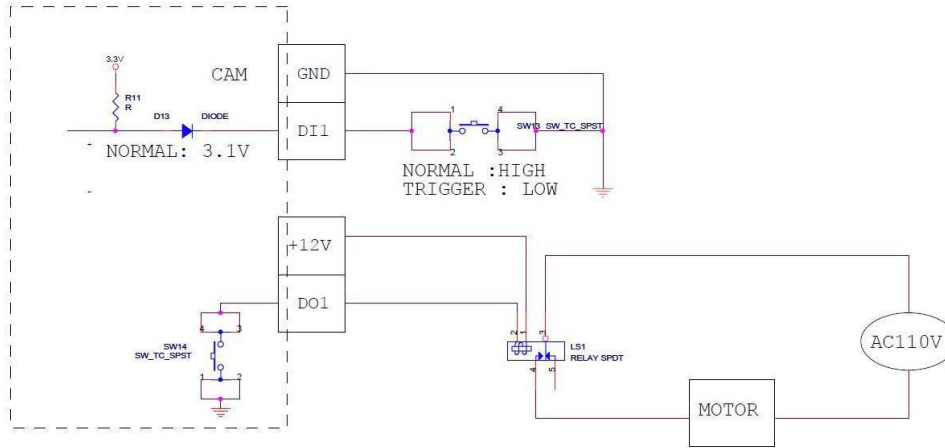 3.3V
CAM
GND
R11
R
D13 DIODE
DI1
1 4
SW13 SW_TC_SPST
2 3
+
NORMAL: 3.1V
-
NORMAL :HIGH
TRIGGER : LOW
+12V
DO1
4 3
SW14
SW_TC_SPST
1 2
2 1 3
LS1
RELAY SPDT
4 5
AC110V
MOTOR